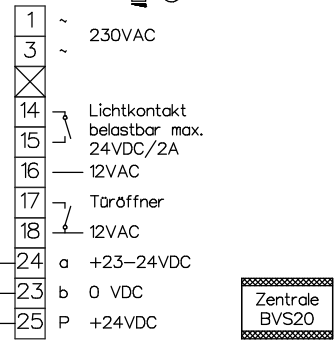 1 ~
230VAC
3 ~
14 Lichtkontakt
belastbar max.
15
24VDC/2A
16 12VAC
17 Türöffner
18 12VAC
24 a +23-24VDC
23 b 0 VDC
25 P +24VDC
Zentrale
BVS20